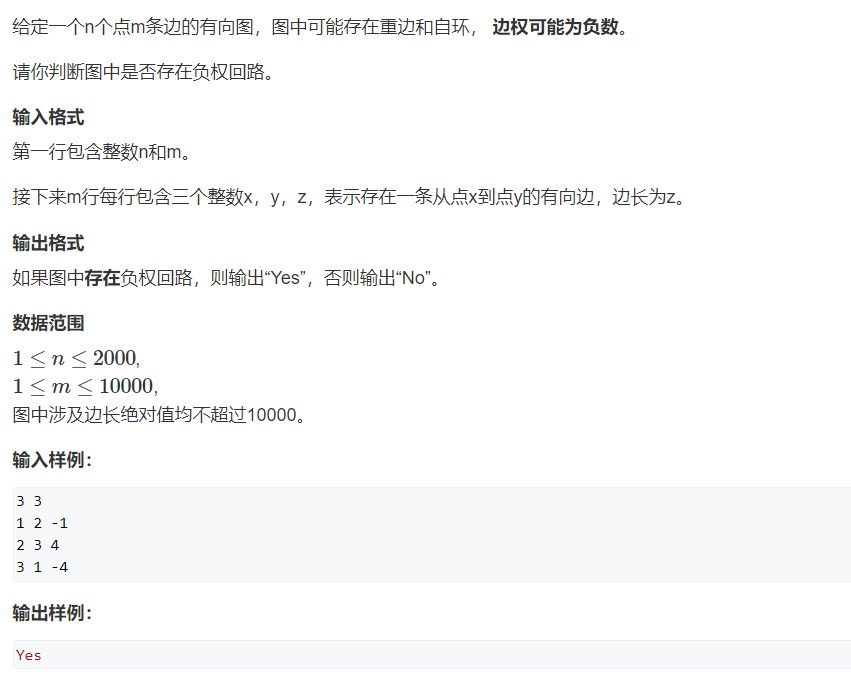 给定一个n个点m条边的有向图，图中可能存在重边和自环， 边权可能为负数。
请你判断图中是否存在负权回路。
输入格式
第一行包含整数n和m。
接下来m行每行包含三个整数x，y，z，表示存在一条从点x到点y的有向边，边长为z。
输出格式
如果图中存在负权回路，则输出“Yes”，否则输出“No”。
数据范围
1 ≤ n ≤ 2000,
1 ≤ m ≤ 10000,
图中涉及边长绝对值均不超过10000。
输入样例：
3 3
1 2 -1
2 3 4
3 1 -4
输出样例：
Yes